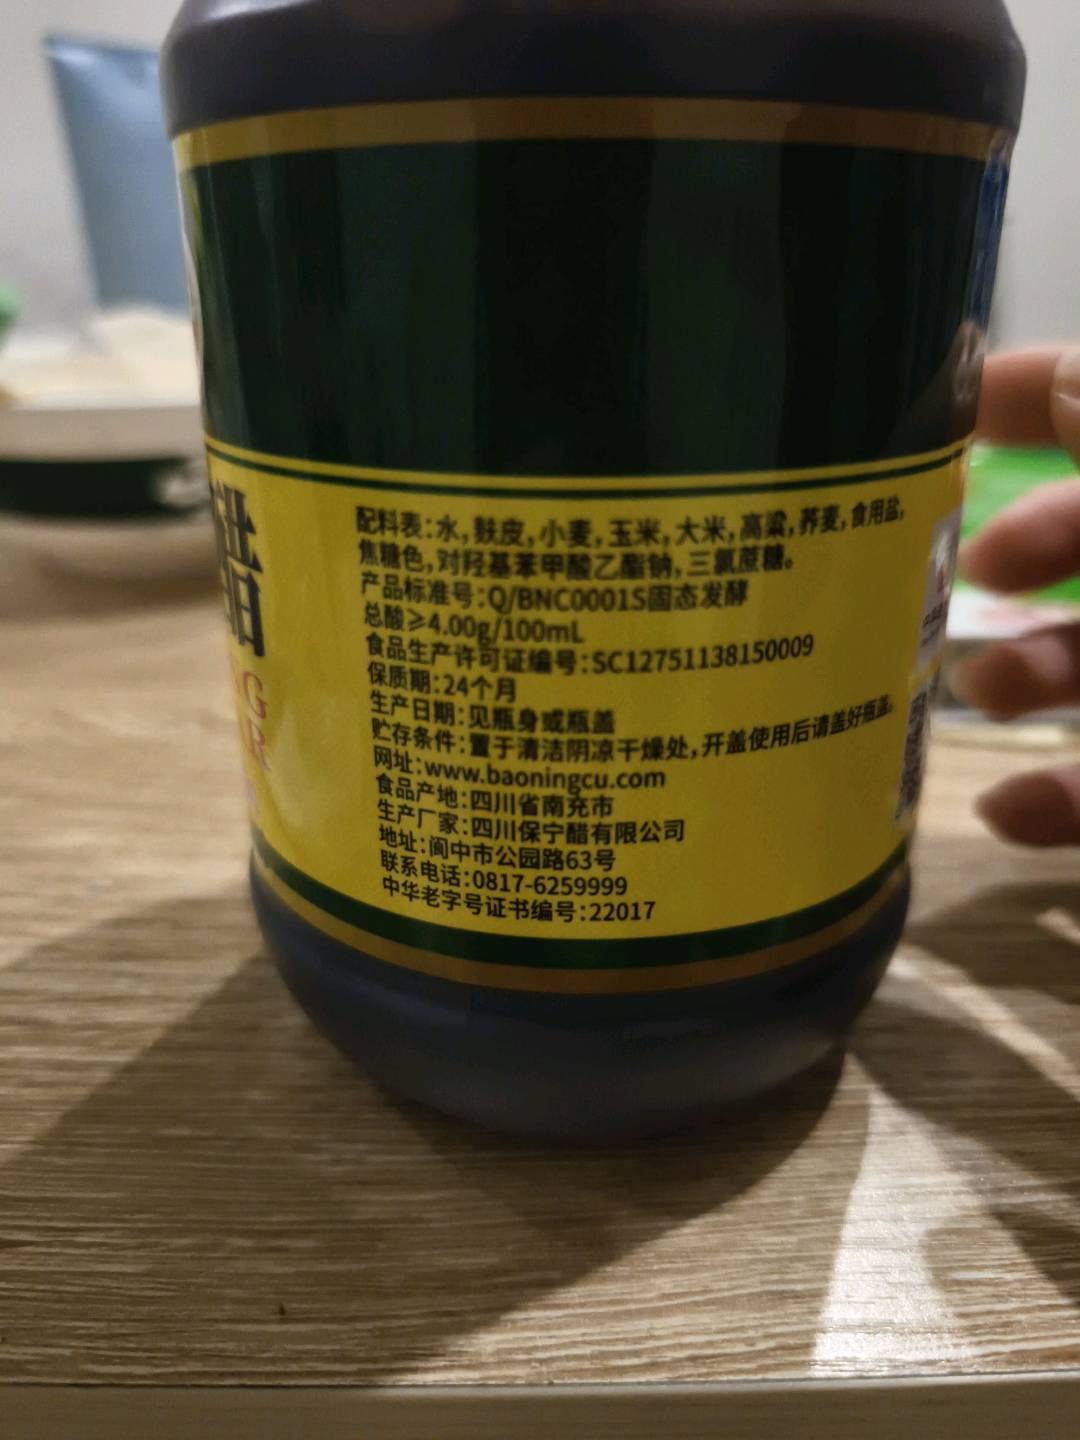 醋
配料表：水，麸皮，小麦，玉米，大米，高粱，荞麦，食用盐，
焦糖色，对羟基苯甲酸乙酯钠，三氯蔗糖。
产品标准号：Q/BNC0001S固态发酵
总酸≥4.00g/100mL
食品生产许可证编号：SC12751138150009
保质期：24个月
生产日期：见瓶身或瓶盖
贮存条件：置于清洁阴凉干燥处，开盖使用后请盖好瓶盖。
网址：www.baoningcu.com
食品产地：四川省南充市
生产厂家：四川保宁醋有限公司
地址：阆中市公园路63号
联系电话：0817-6259999
中华老字号证书编号：22017